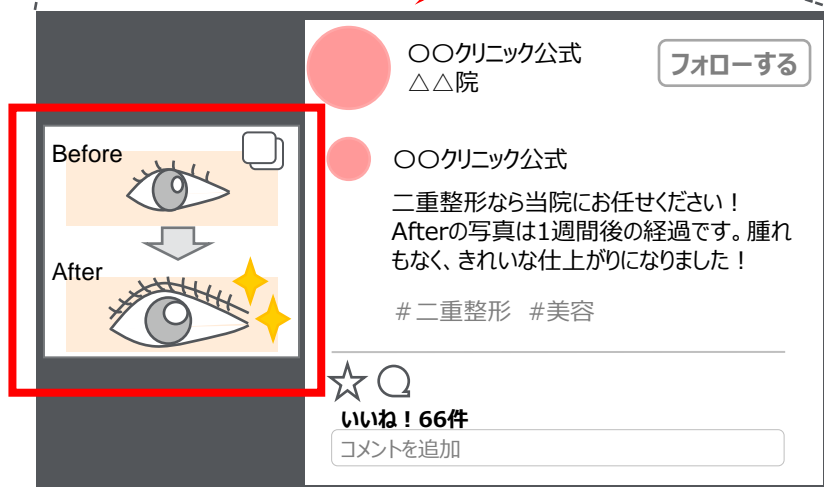 Before
After
〇〇クリニック公式
△△院
フォローする
〇〇クリニック公式
二重整形なら当院にお任せください！
Afterの写真は1週間後の経過です。腫れ
もなく、きれいな仕上がりになりました！
＃二重整形 #美容
いいね！66件
コメントを追加